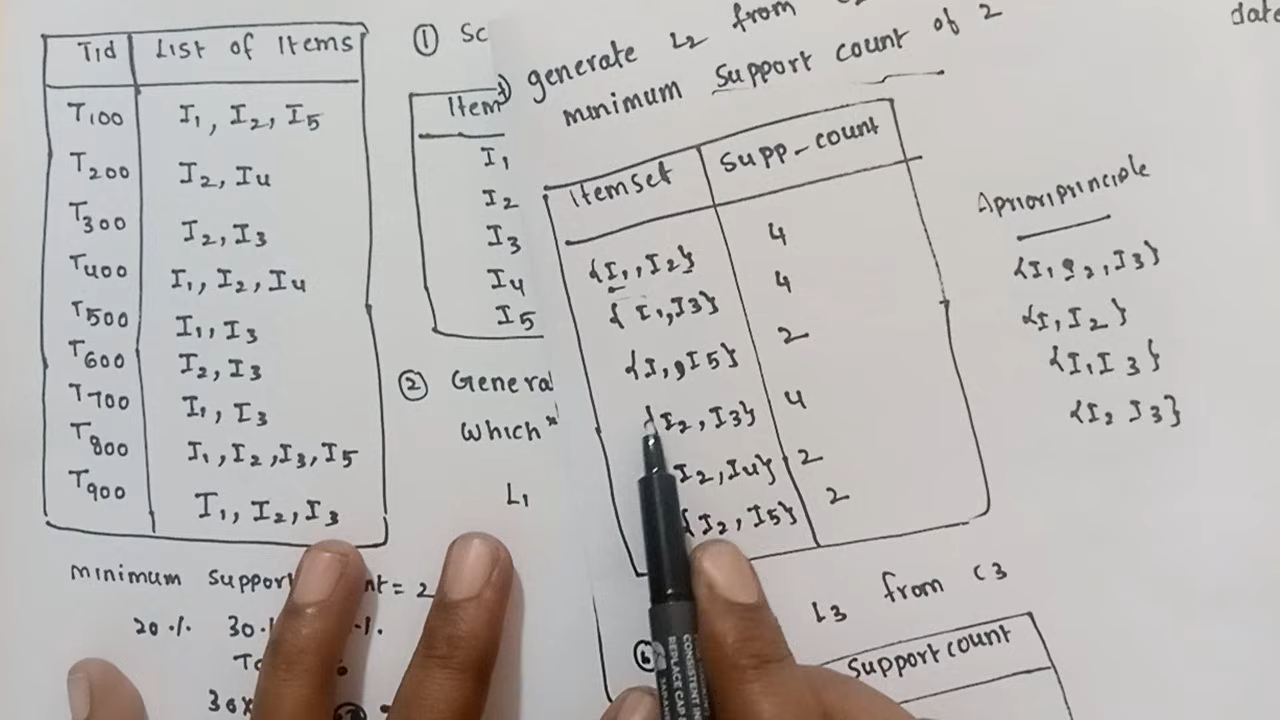 Tid List of Items
T100 I1, I2, I5
T200 I2, I4
T300 I2, I3
T400 I1, I2, I4
T500 I1, I3
T600 I2, I3
T700 I1, I3
T800 I1, I2, I3, I5
T900 I1, I2, I3
minimum support = 2
20 % 30 %
① Sc
Item
I1
I2
I3
I4
I5
②
which
L1
generate L2 from
minimum Support count of 2
Itemset Supp-count
{I1, I2} 4
{I1, I3} 4
{I1, I5} 2
{I2, I3} 4
I2, I4} 2
{I2, I5} 2
L3 from C3
support count
Apriori principle
{I1 I2, I3}
{I1 I2}
{I1 I3}
{I2 I3}